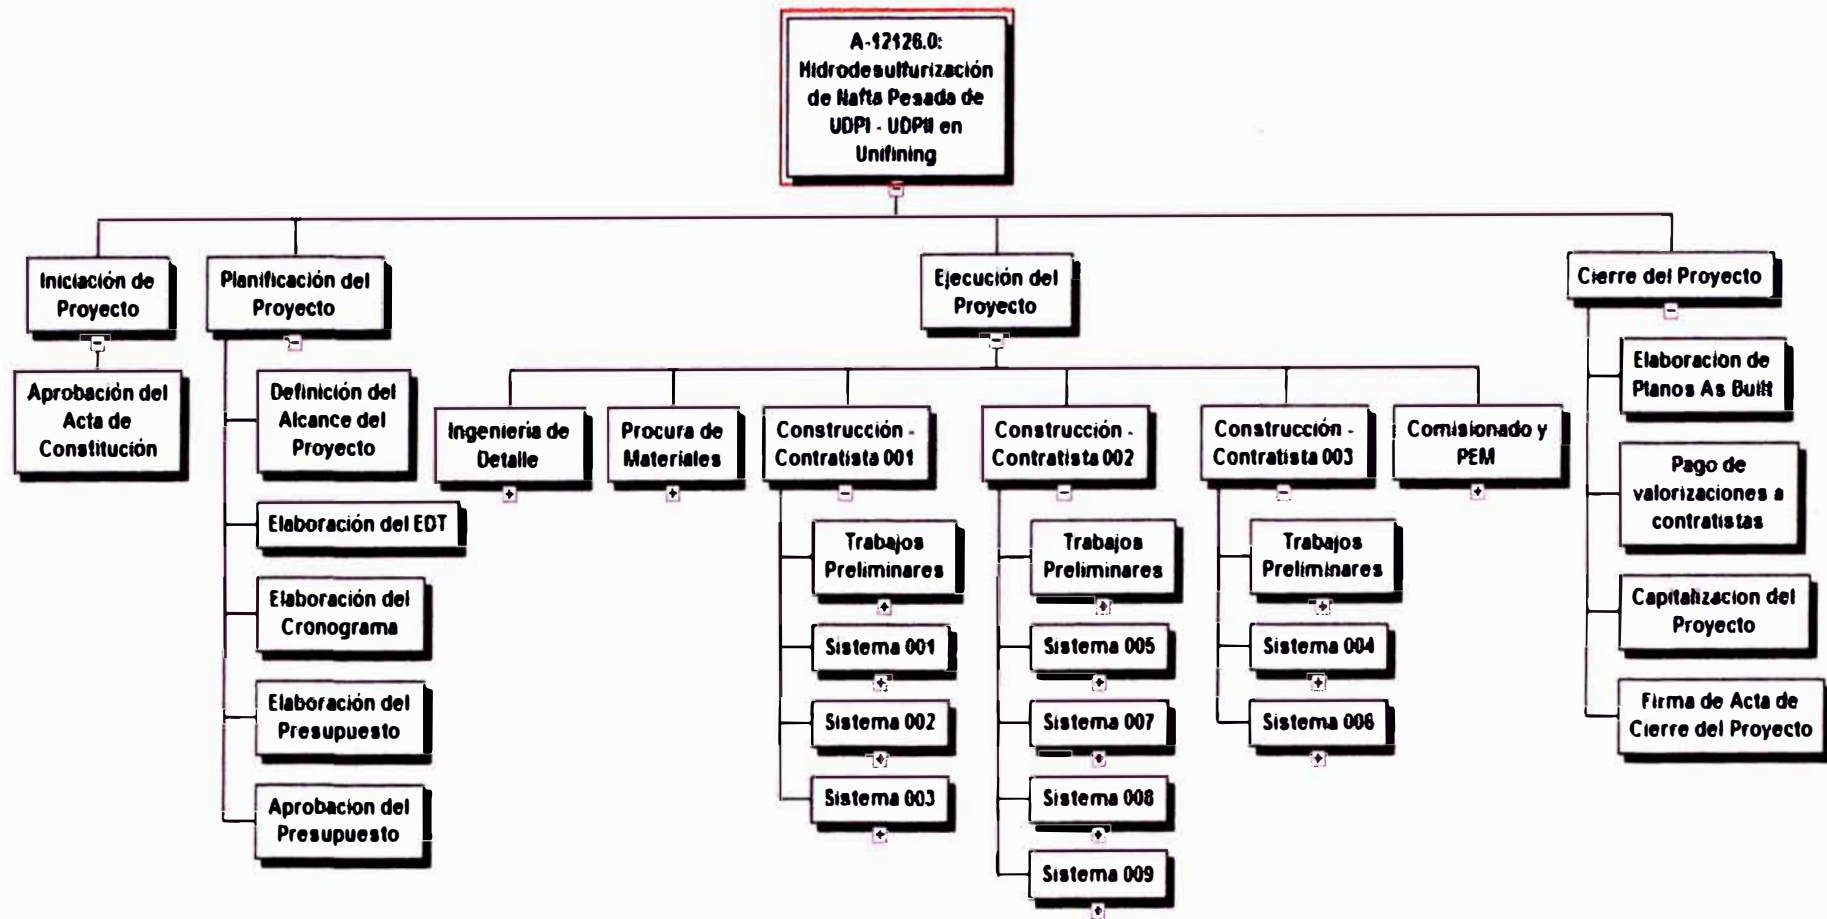 A-12126.0:
Hidrodesulfurización
de Nafta Pesada de
UDPI - UDPII en
Unifining
Iniciación de
Proyecto
Aprobación del
Acta de
Constitución
Planificación del
Proyecto
Definición del
Alcance del
Proyecto
Elaboración del EDT
Elaboración del
Cronograma
Elaboración del
Presupuesto
Aprobacion del
Presupuesto
Ejecución del
Proyecto
Ingeniería de
Detalle
Procura de
Materiales
Construcción -
Contratista 001
Trabajos
Preliminares
Sistema 001
Sistema 002
Sistema 003
Construcción -
Contratista 002
Trabajos
Preliminares
Sistema 005
Sistema 007
Sistema 008
Sistema 009
Construcción -
Contratista 003
Trabajos
Preliminares
Sistema 004
Sistema 006
Comisionado y
PEM
Cierre del Proyecto
Elaboracion de
Planos As Built
Pago de
valorizaciones a
contratistas
Capitalizacion del
Proyecto
Firma de Acta de
Cierre del Proyecto